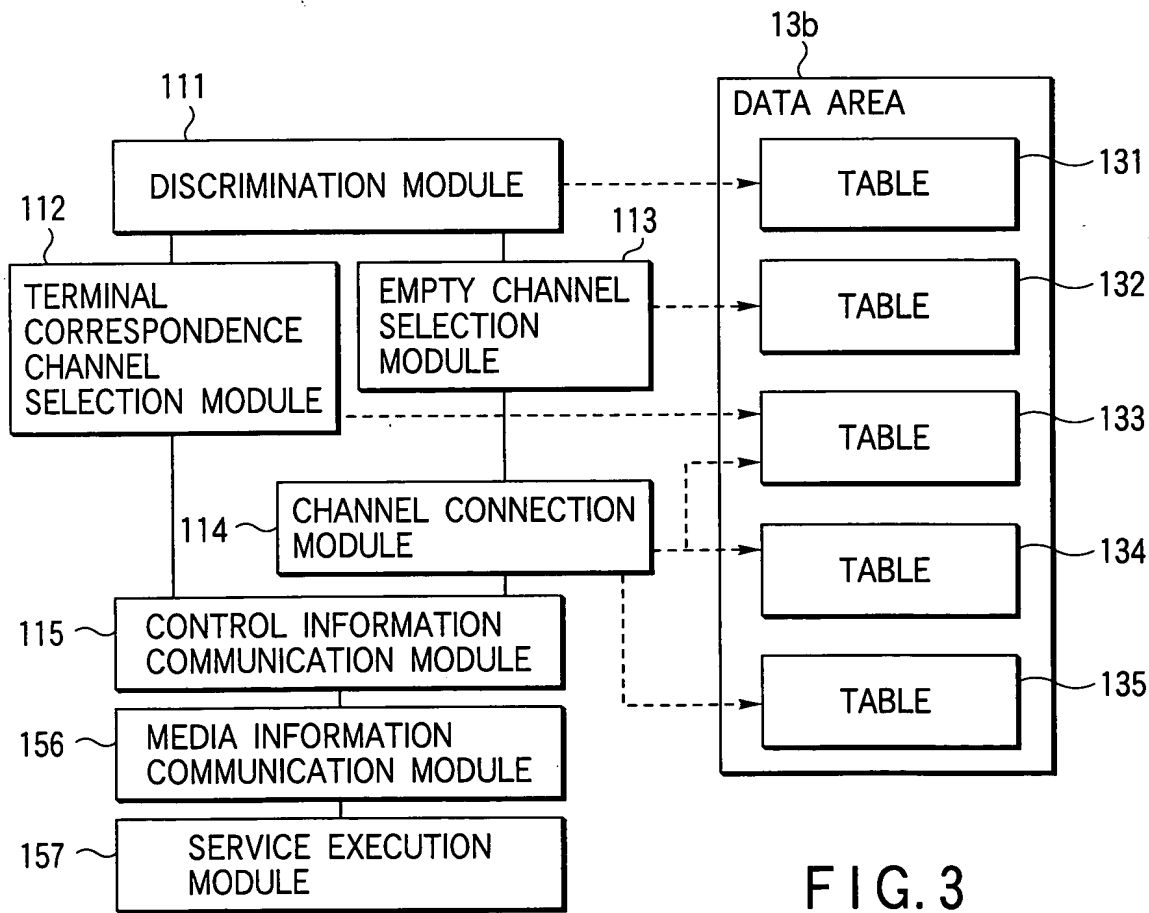 13b
111
DATA AREA
DISCRIMINATION MODULE
TABLE
131
112
113
TERMINAL
CORRESPONDENCE
CHANNEL
SELECTION MODULE
EMPTY CHANNEL
SELECTION
MODULE
TABLE
132
TABLE
133
114
CHANNEL CONNECTION
MODULE
TABLE
134
115
CONTROL INFORMATION
COMMUNICATION MODULE
TABLE
135
156
MEDIA INFORMATION
COMMUNICATION MODULE
157
SERVICE EXECUTION
MODULE
FIG. 3